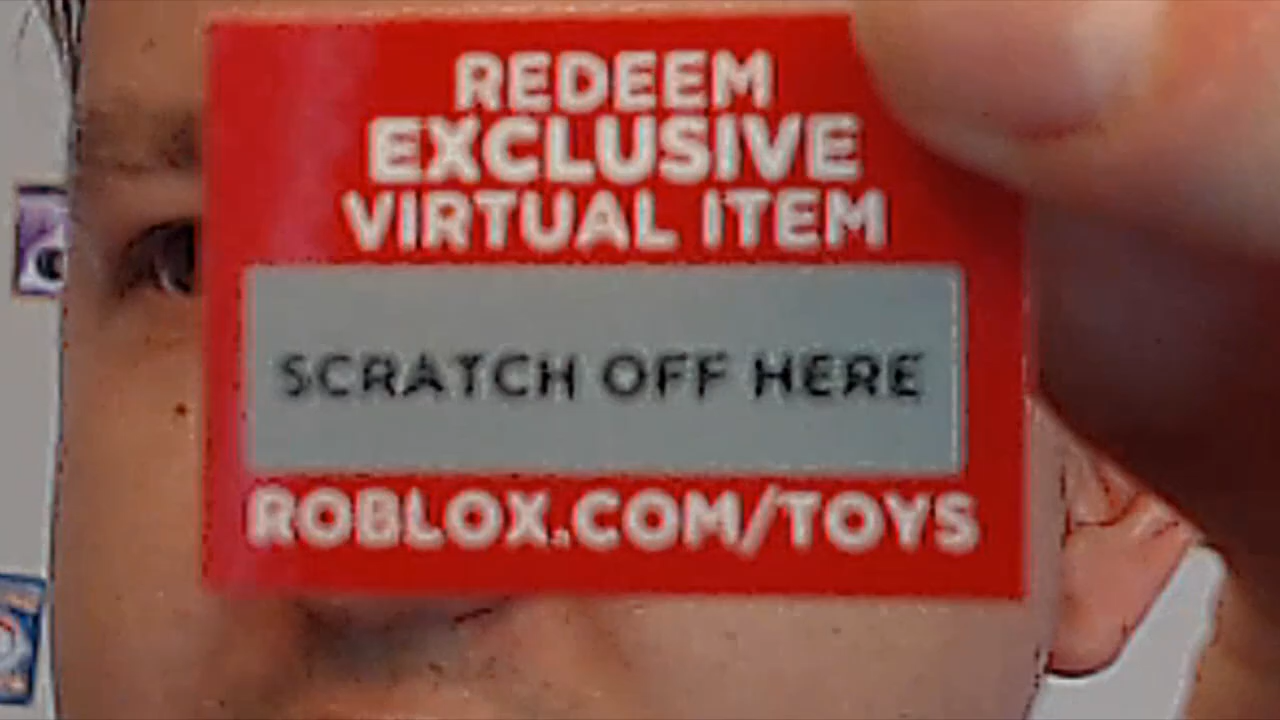 REDEEM
EXCLUSIVE
VIRTUAL ITEM
SCRATCH OFF HERE
ROBLOX.COM/TOYS